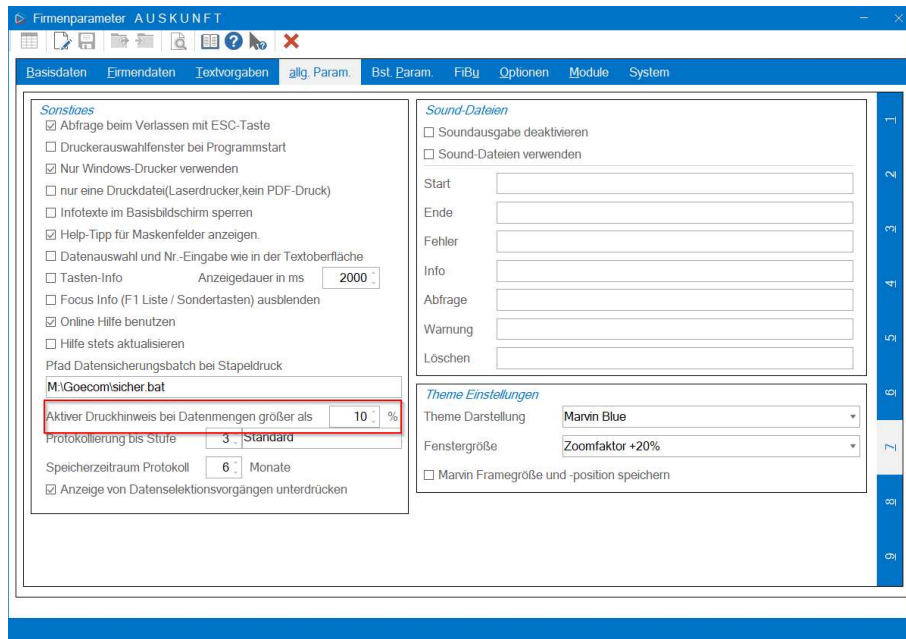 Firmenparameter A U S K U N F T
Basisdaten Firmendaten Textvorgaben allg. Param. Bst. Param. FiBu Optionen Module System
Sonstiges
Abfrage beim Verlassen mit ESC-Taste
Druckerauswahlfenster bei Programmstart
Nur Windows-Drucker verwenden
nur eine Druckdatei(Laserdrucker,kein PDF-Druck)
Infotexte im Basisbildschirm sperren
Help-Tipp für Maskenfelder anzeigen.
Datenauswahl und Nr.-Eingabe wie in der Textoberfläche
Tasten-Info Anzeigedauer in ms 2000
Focus Info (F1 Liste / Sondertasten) ausblenden
Online Hilfe benutzen
Hilfe stets aktualisieren
Pfad Datensicherungsbatch bei Stapeldruck
M:\Goecom\sicher.bat
Aktiver Druckhinweis bei Datenmengen größer als 10 %
Protokollierung bis Stufe 3 Standard
Speicherzeitraum Protokoll 6 Monate
Anzeige von Datenselektionsvorgängen unterdrücken
Sound-Dateien
Soundausgabe deaktivieren
Sound-Dateien verwenden
Start
Ende
Fehler
Info
Abfrage
Warnung
Löschen
Theme Einstellungen
Theme Darstellung Marvin Blue
Fenstergröße Zoomfaktor +20%
Marvin Framegröße und -position speichern
1
2
3
4
5
6
7
8
9